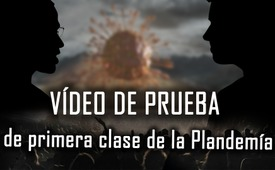 VÍDEO DE PRUEBA
de primera clase de la Plandemía